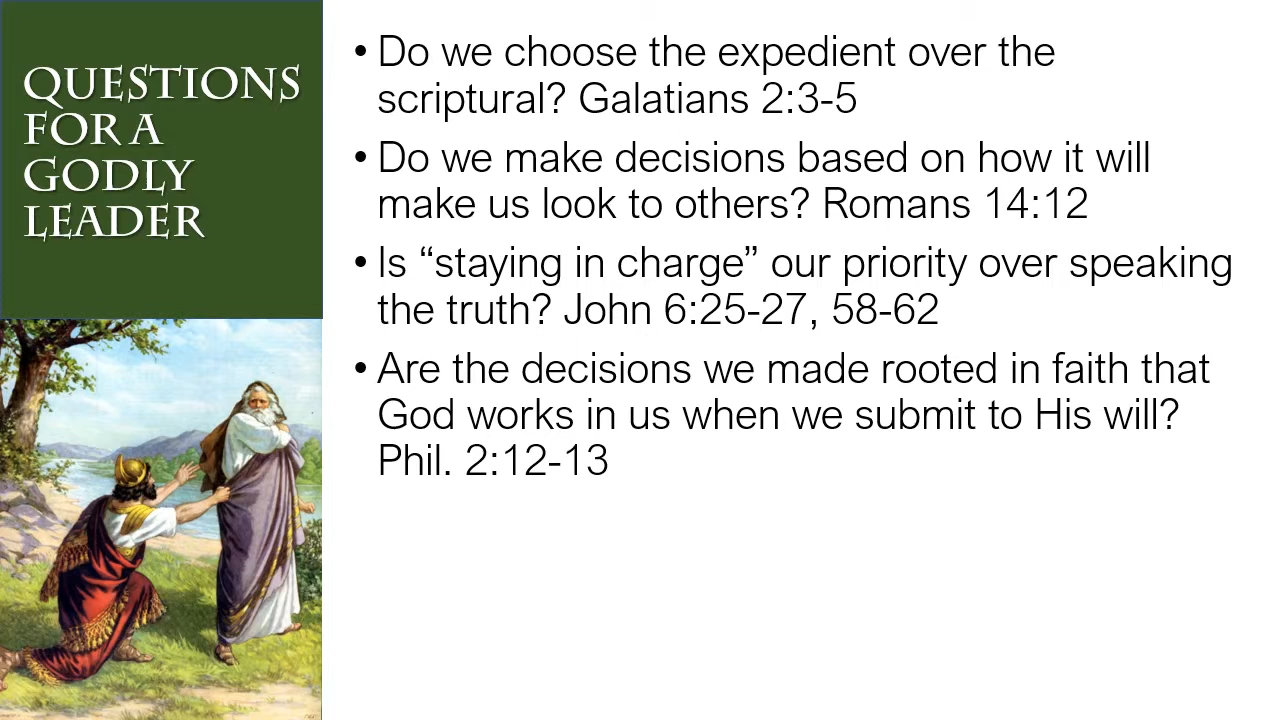 QUESTIONS
FOR A
GODLY
LEADER
• Do we choose the expedient over the
scriptural? Galatians 2:3-5
• Do we make decisions based on how it will
make us look to others? Romans 14:12
• Is “staying in charge” our priority over speaking
the truth? John 6:25-27, 58-62
• Are the decisions we made rooted in faith that
God works in us when we submit to His will?
Phil. 2:12-13